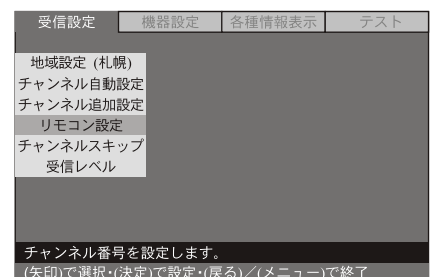 受信設定 機器設定 各種情報表示 テスト
地域設定 (札幌)
チャンネル自動設定
チャンネル追加設定
リモコン設定
チャンネルスキップ
受信レベル
チャンネル番号を設定します。
(矢印)で選択・(決定)で設定・(戻る)／(メニュー)で終了